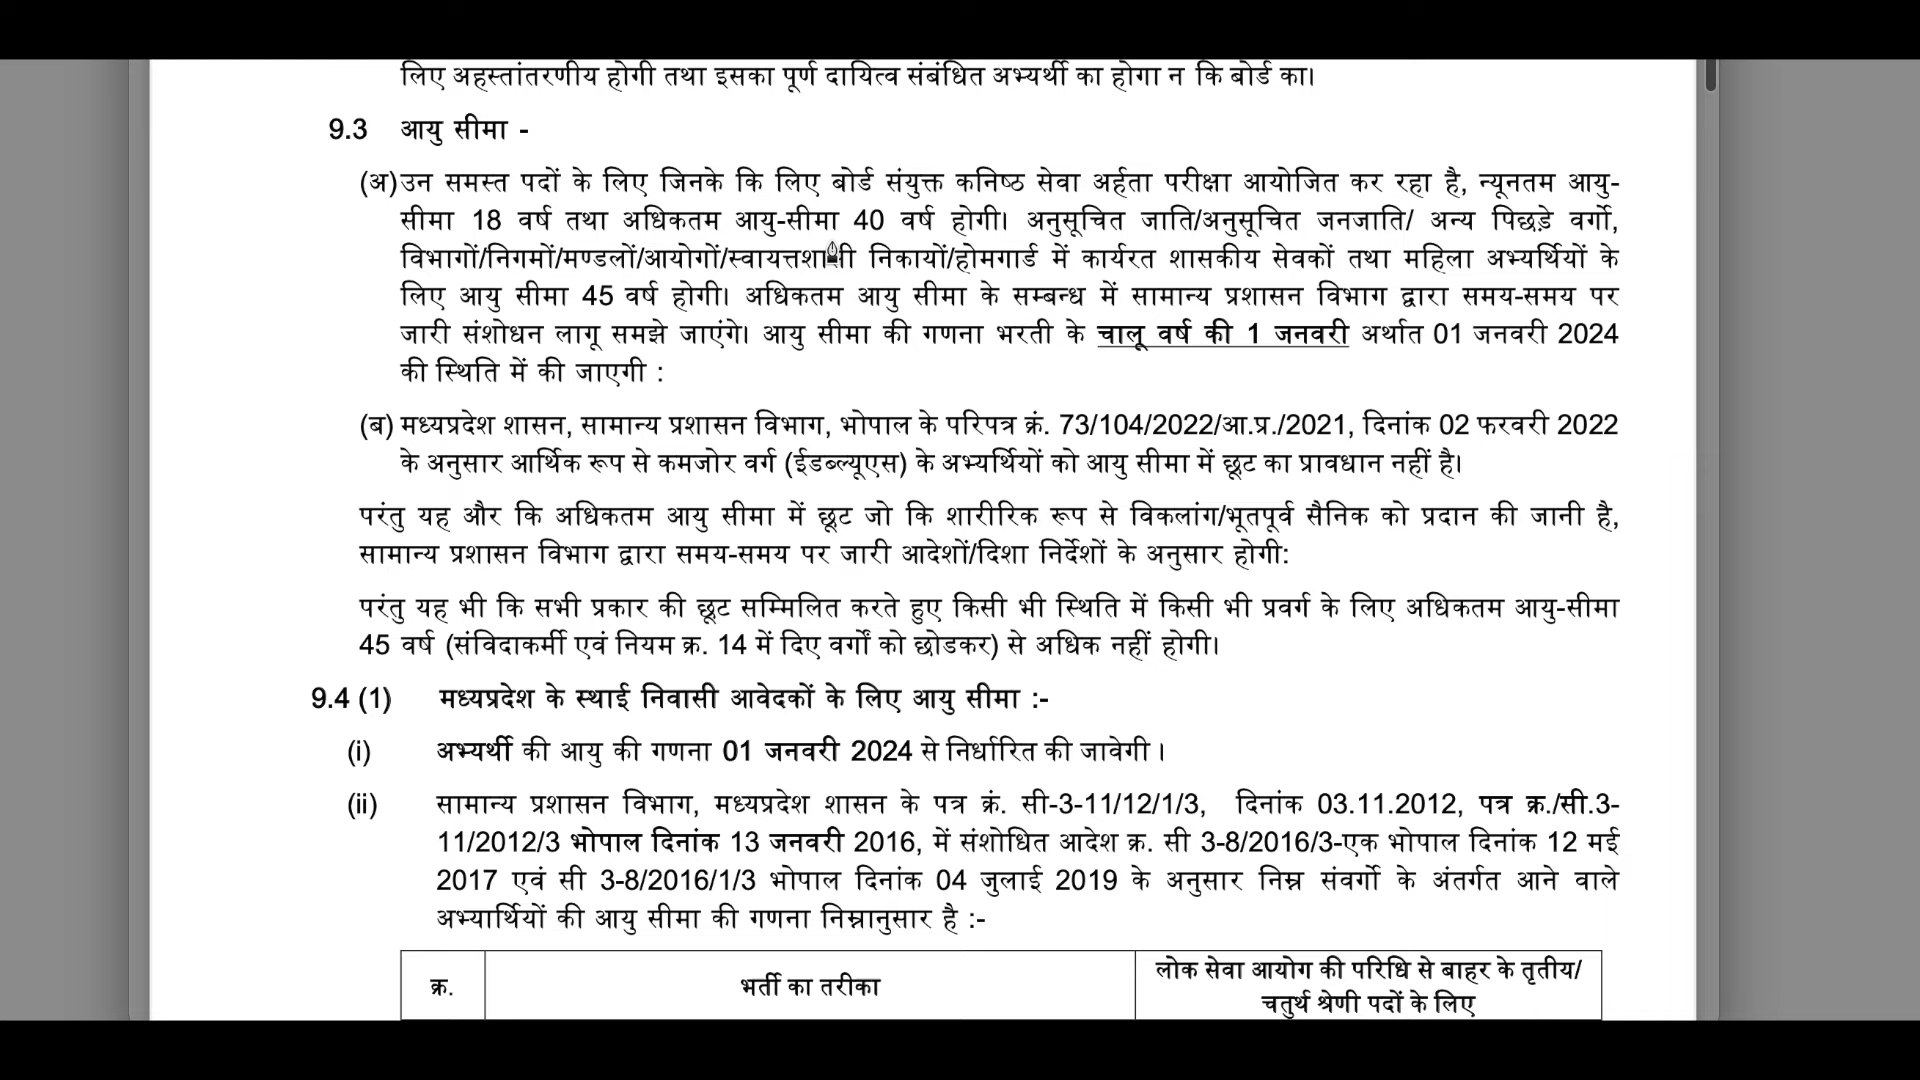 लिए अहस्तांतरणीय होगी तथा इसका पूर्ण दायित्व संबंधित अभ्यर्थी का होगा न कि बोर्ड का।
9.3 आयु सीमा -
(अ) उन समस्त पदों के लिए जिनके कि लिए बोर्ड संयुक्त कनिष्ठ सेवा अर्हता परीक्षा आयोजित कर रहा है, न्यूनतम आयु-
सीमा 18 वर्ष तथा अधिकतम आयु-सीमा 40 वर्ष होगी। अनुसूचित जाति/अनुसूचित जनजाति/ अन्य पिछड़े वर्गो,
विभागों/निगमों/मण्डलों/आयोगों/स्वायत्तशासी निकायों/होमगार्ड में कार्यरत शासकीय सेवकों तथा महिला अभ्यर्थियों के
लिए आयु सीमा 45 वर्ष होगी। अधिकतम आयु सीमा के सम्बन्ध में सामान्य प्रशासन विभाग द्वारा समय-समय पर
जारी संशोधन लागू समझे जाएंगे। आयु सीमा की गणना भरती के चालू वर्ष की 1 जनवरी अर्थात 01 जनवरी 2024
की स्थिति में की जाएगी :
(ब) मध्यप्रदेश शासन, सामान्य प्रशासन विभाग, भोपाल के परिपत्र क्रं. 73/104/2022/आ.प्र./2021, दिनांक 02 फरवरी 2022
के अनुसार आर्थिक रूप से कमजोर वर्ग (ईडब्ल्यूएस) के अभ्यर्थियों को आयु सीमा में छूट का प्रावधान नहीं है।
परंतु यह और कि अधिकतम आयु सीमा में छूट जो कि शारीरिक रूप से विकलांग/भूतपूर्व सैनिक को प्रदान की जानी है,
सामान्य प्रशासन विभाग द्वारा समय-समय पर जारी आदेशों/दिशा निर्देशों के अनुसार होगी:
परंतु यह भी कि सभी प्रकार की छूट सम्मिलित करते हुए किसी भी स्थिति में किसी भी प्रवर्ग के लिए अधिकतम आयु-सीमा
45 वर्ष (संविदाकर्मी एवं नियम क्र. 14 में दिए वर्गों को छोडकर) से अधिक नहीं होगी।
9.4 (1) मध्यप्रदेश के स्थाई निवासी आवेदकों के लिए आयु सीमा :-
(i) अभ्यर्थी की आयु की गणना 01 जनवरी 2024 से निर्धारित की जावेगी ।
(ii) सामान्य प्रशासन विभाग, मध्यप्रदेश शासन के पत्र क्रं. सी-3-11/12/1/3, दिनांक 03.11.2012, पत्र क्र./सी.3-
11/2012/3 भोपाल दिनांक 13 जनवरी 2016, में संशोधित आदेश क्र. सी 3-8/2016/3-एक भोपाल दिनांक 12 मई
2017 एवं सी 3-8/2016/1/3 भोपाल दिनांक 04 जुलाई 2019 के अनुसार निम्न संवर्गो के अंतर्गत आने वाले
अभ्यार्थियों की आयु सीमा की गणना निम्नानुसार है :-
क्र. भर्ती का तरीका लोक सेवा आयोग की परिधि से बाहर के तृतीय/
चतुर्थ श्रेणी पदों के लिए